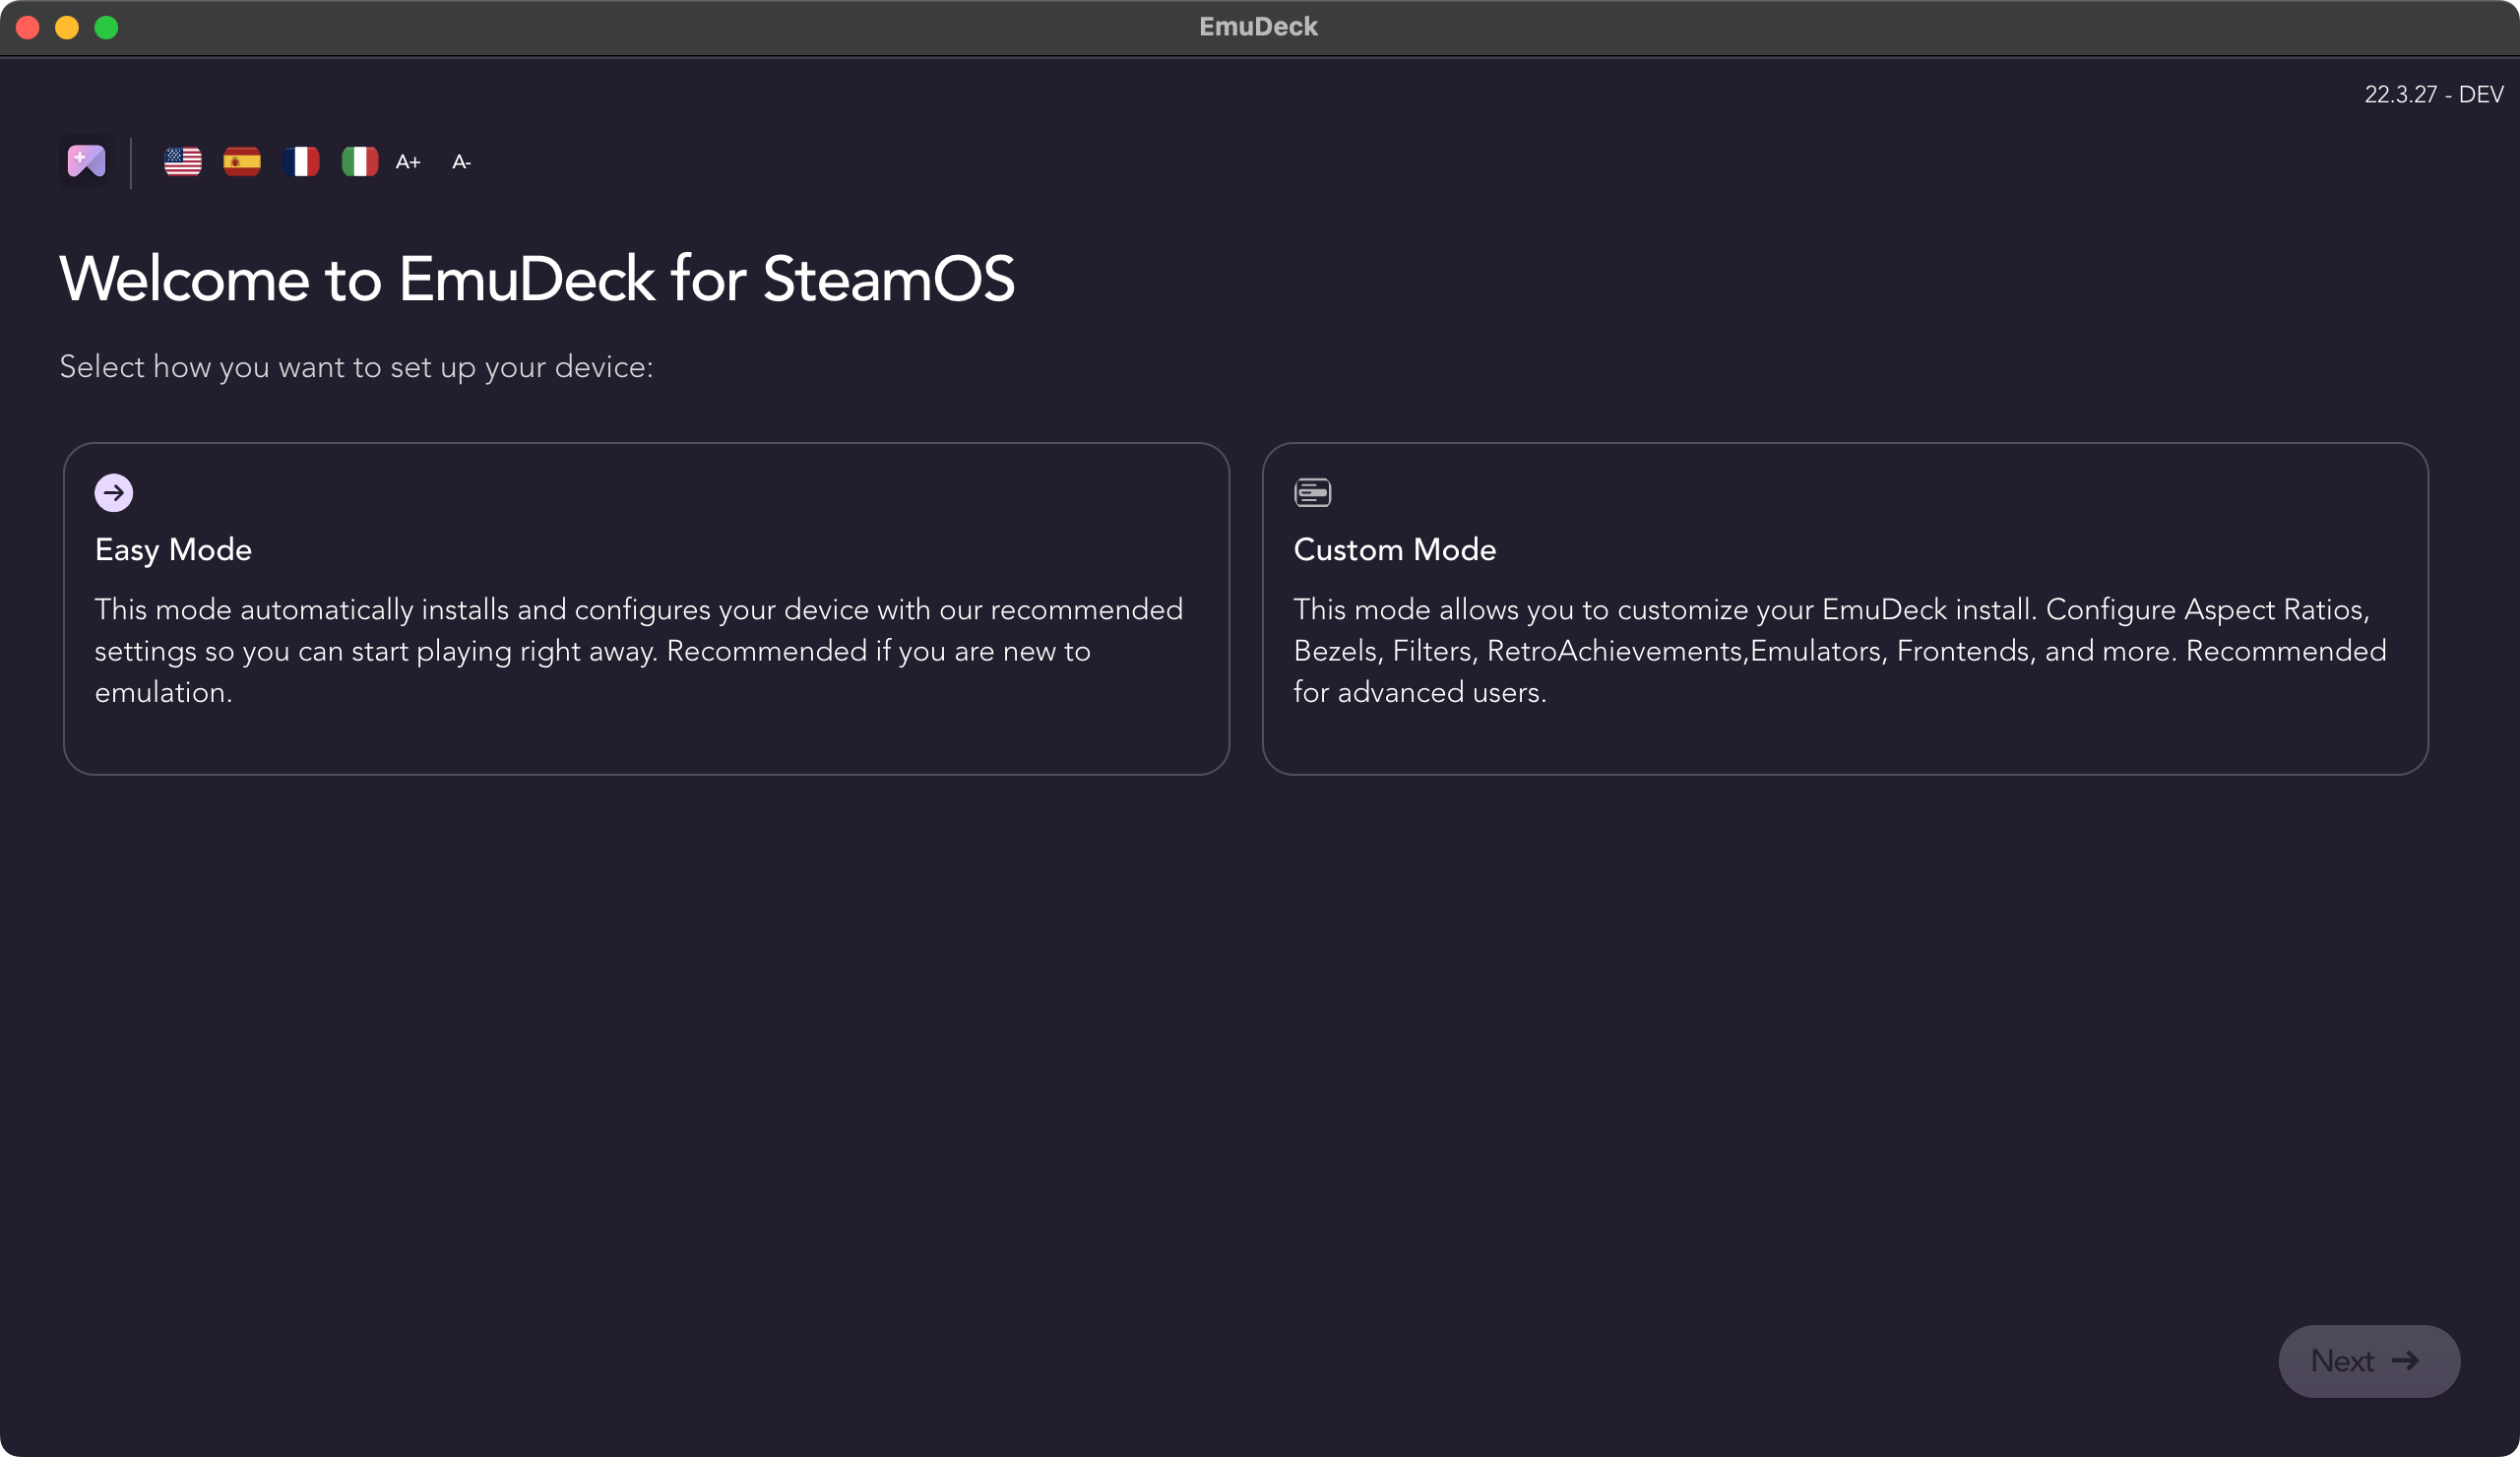 EmuDeck
22.3.27 - DEV
A+ A-
Welcome to EmuDeck for SteamOS
Select how you want to set up your device:
Easy Mode
This mode automatically installs and configures your device with our recommended
settings so you can start playing right away. Recommended if you are new to
emulation.
Custom Mode
This mode allows you to customize your EmuDeck install. Configure Aspect Ratios,
Bezels, Filters, RetroAchievements,Emulators, Frontends, and more. Recommended
for advanced users.
Next